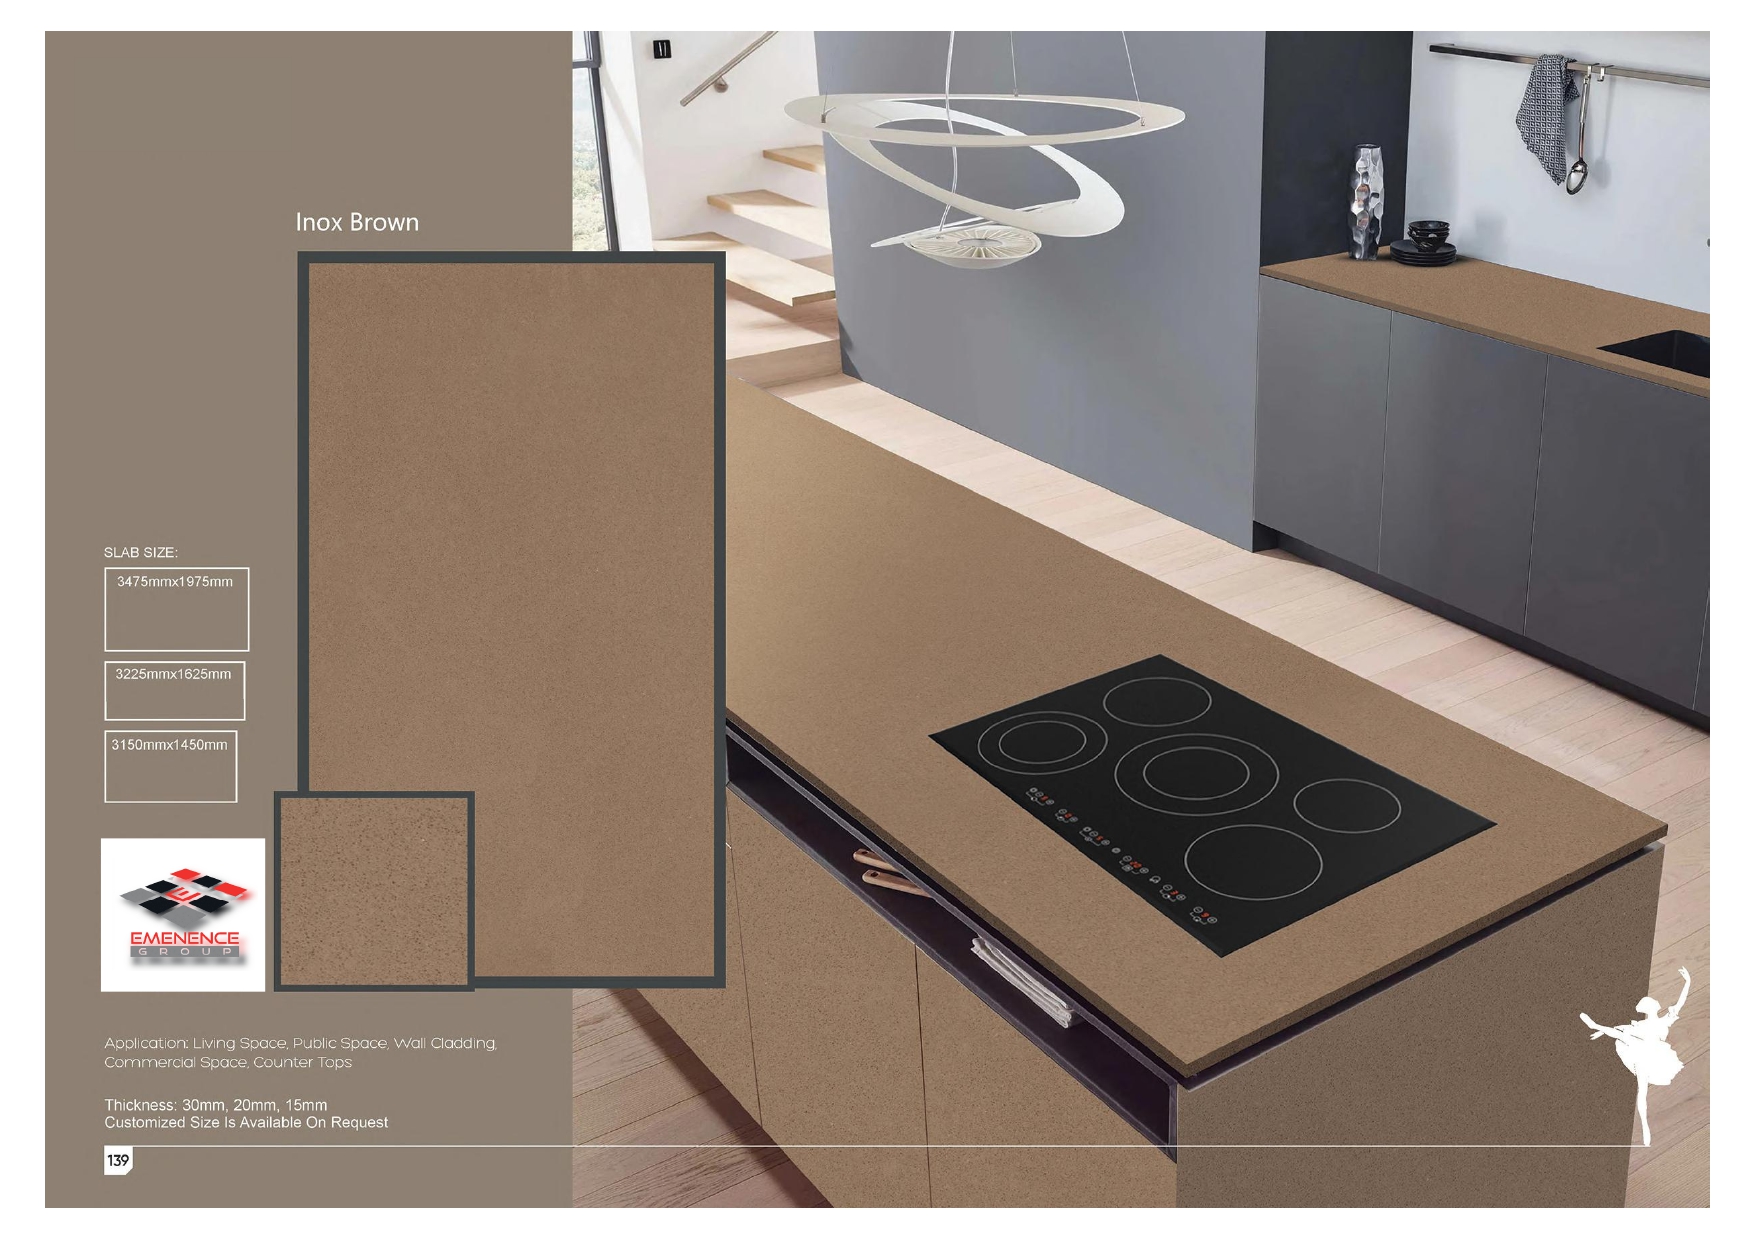 Inox Brown
SLAB SIZE:
3475mmx1975mm
3225mmx1625mm
3150mmx1450mm
EMENENCE
GROUP
Application: Living Space, Public Space, Wall Cladding,
Commercial Space, Counter Tops
Thickness: 30mm, 20mm, 15mm
Customized Size Is Available On Request
139